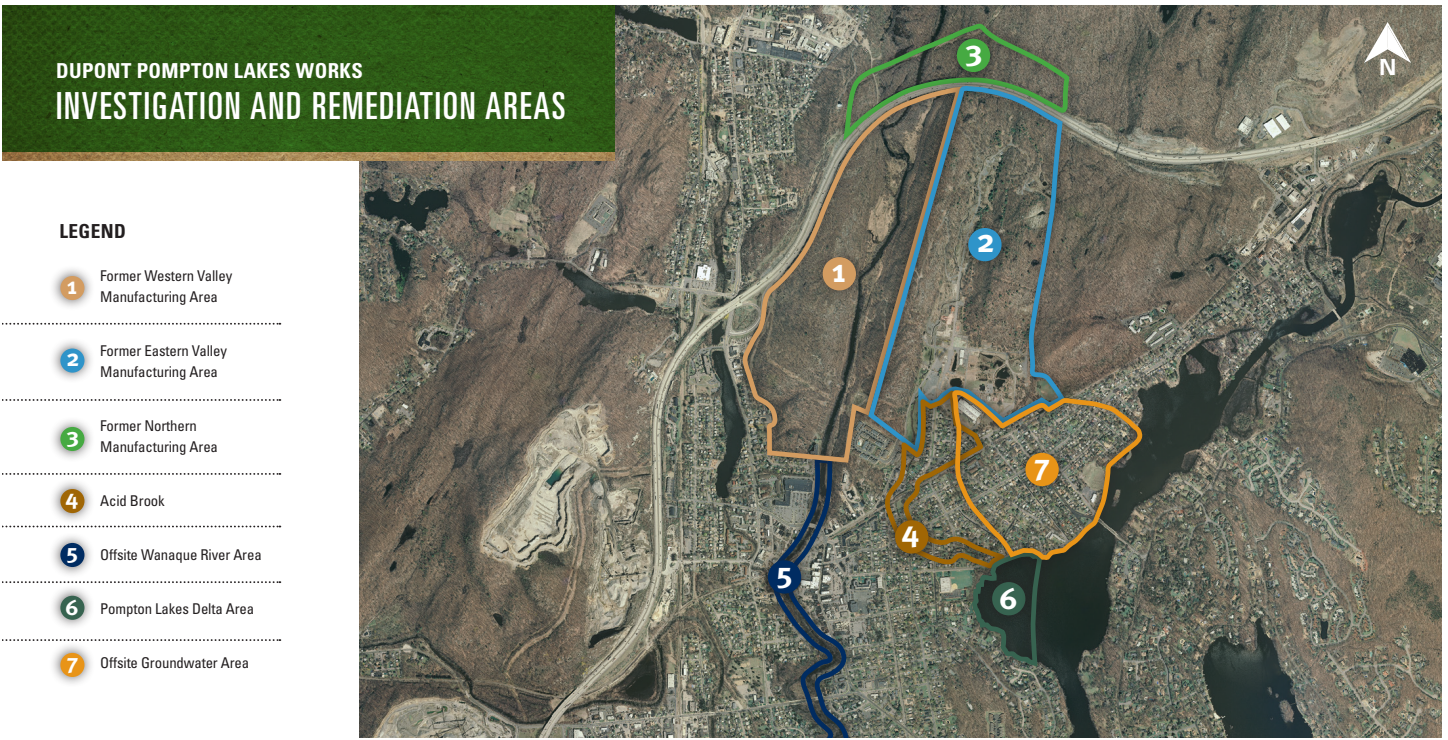 DUPONT POMPTON LAKES WORKS
INVESTIGATION AND REMEDIATION AREAS
N
LEGEND
1 Former Western Valley
Manufacturing Area
2 Former Eastern Valley
Manufacturing Area
3 Former Northern
Manufacturing Area
4 Acid Brook
5 Offsite Wanaque River Area
6 Pompton Lakes Delta Area
7 Offsite Groundwater Area
3
2
1
7
4
5
6